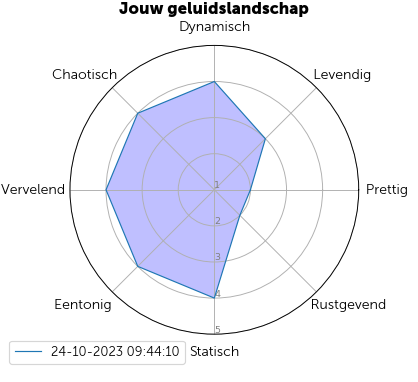 Jouw geluidslandschap
Dynamisch
Chaotisch
Levendig
Vervelend
1
Prettig
2
3
Eentonig
4
Rustgevend
5
24-10-2023 09:44:10
Statisch